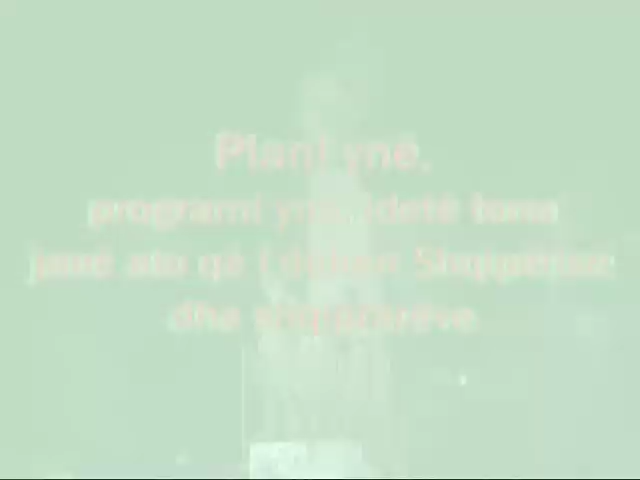 Plani ynë,
programi ynë, idetë tona
janë ato që i duhen Shqipërisë
dhe shqiptarëve